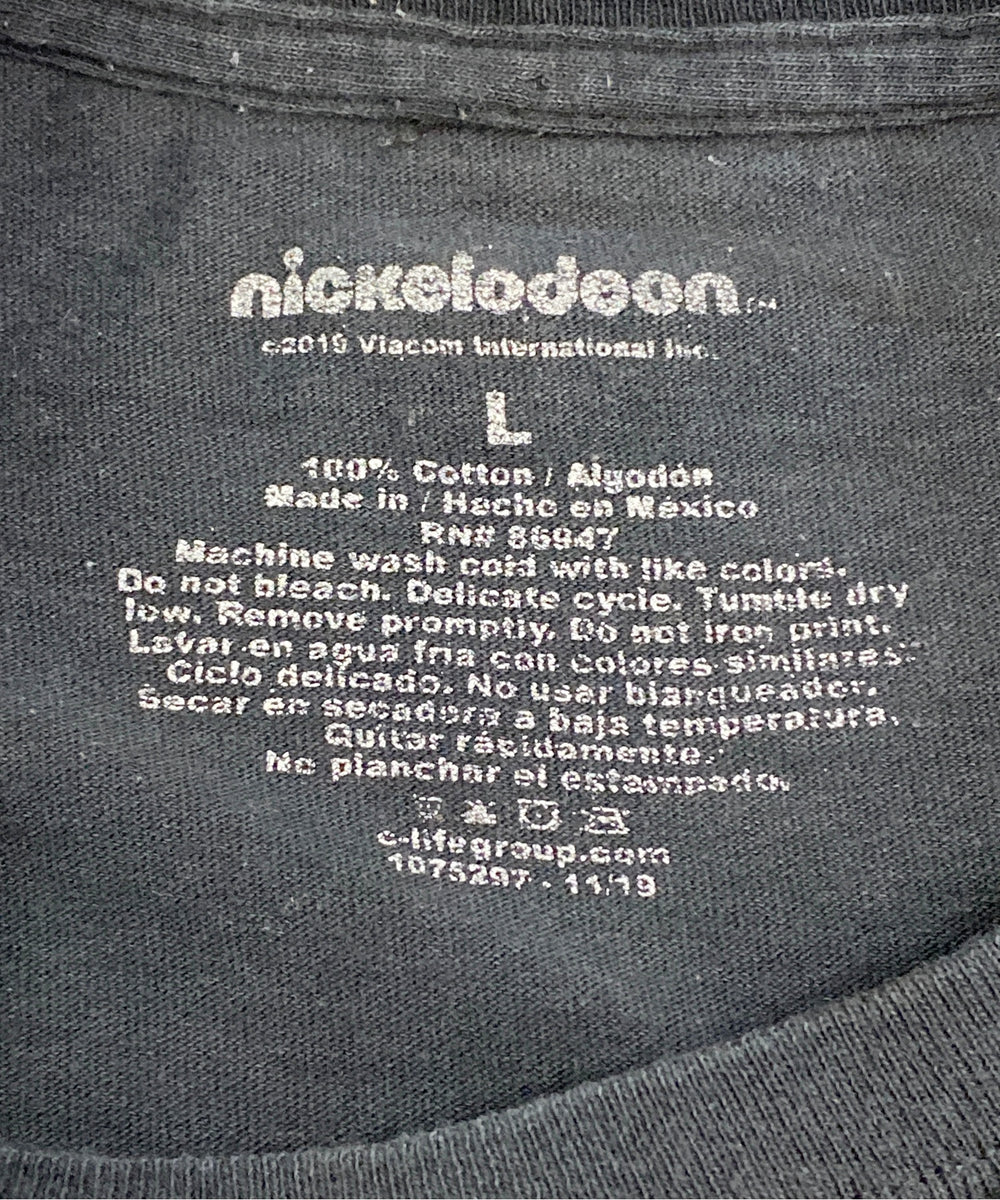 nickelodeon™
©2019 Viacom International Inc.
L
100% Cotton / Algodón
Made in / Hecho en México
RN# 86947
Machine wash cold with like colors.
Do not bleach. Delicate cycle. Tumble dry
low. Remove promptly. Do not iron print.
Lavar en agua fria con colores similares.
Ciclo delicado. No usar blanqueador.
Secar en secadora a baja temperatura.
Quitar rápidamente.
No planchar el estampado.
c-lifegroup.com
1075297 - 11/19